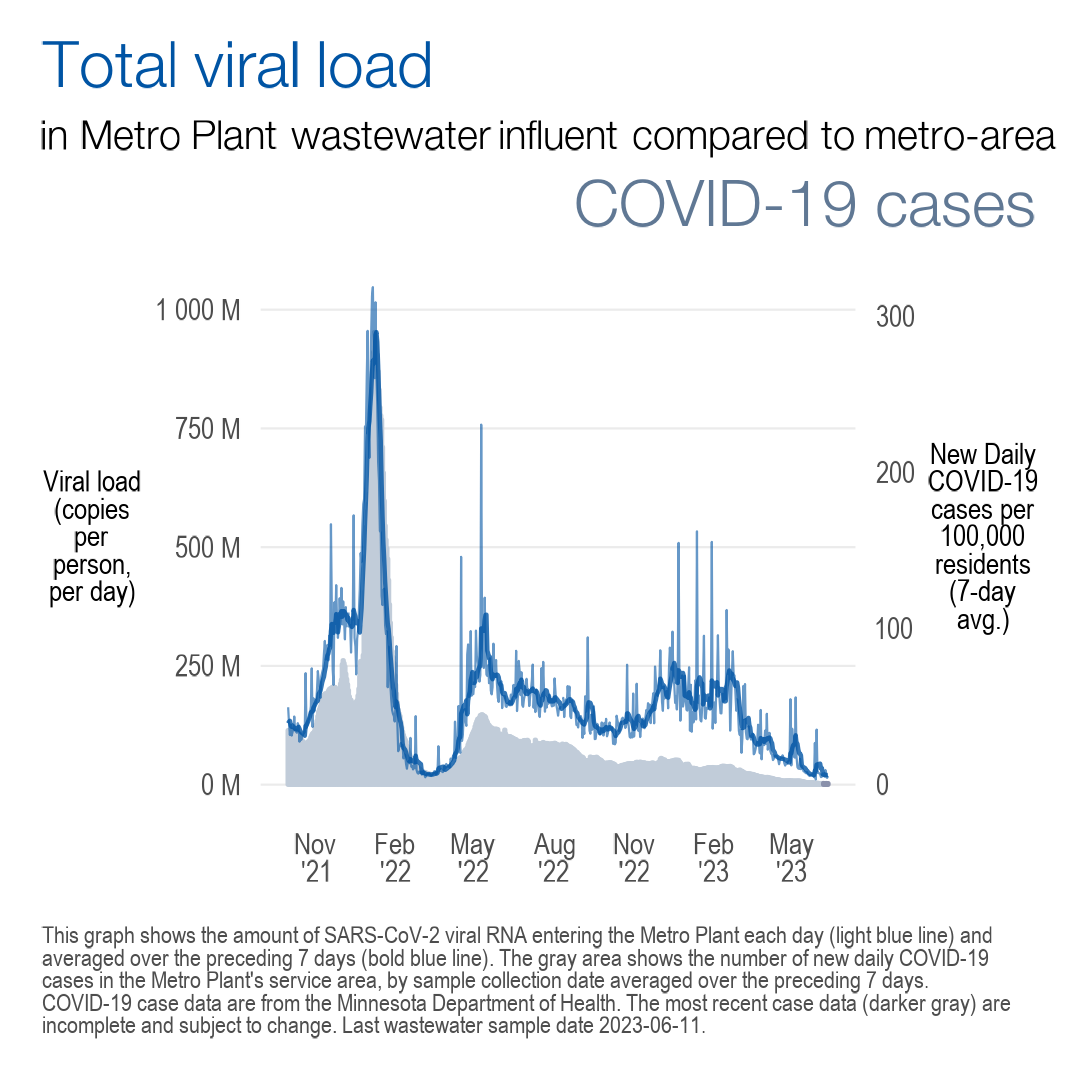 Total viral load
in Metro Plant wastewater influent compared to metro-area
COVID-19 cases
1 000 M
750 M
500 M
250 M
0 M
Viral load
(copies
per
person,
per day)
300
200
100
0
New Daily
COVID-19
cases per
100,000
residents
(7-day
avg.)
Nov
'21
Feb
'22
May
'22
Aug
'22
Nov
'22
Feb
'23
May
'23
This graph shows the amount of SARS-CoV-2 viral RNA entering the Metro Plant each day (light blue line) and
averaged over the preceding 7 days (bold blue line). The gray area shows the number of new daily COVID-19
cases in the Metro Plant's service area, by sample collection date averaged over the preceding 7 days.
COVID-19 case data are from the Minnesota Department of Health. The most recent case data (darker gray) are
incomplete and subject to change. Last wastewater sample date 2023-06-11.